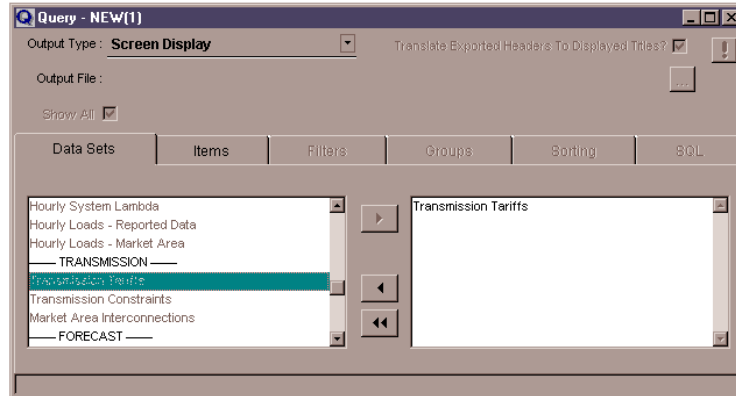 Query - NEW(1)
Output Type : Screen Display
Translate Exported Headers To Displayed Titles?
Output File :
...
Show All
Data Sets
Items
Filters
Groups
Sorting
SQL
Hourly System Lambda
Hourly Loads - Reported Data
Hourly Loads - Market Area
—— TRANSMISSION ——
Transmission Tariffs
Transmission Constraints
Market Area Interconnections
—— FORECAST ——
Transmission Tariffs